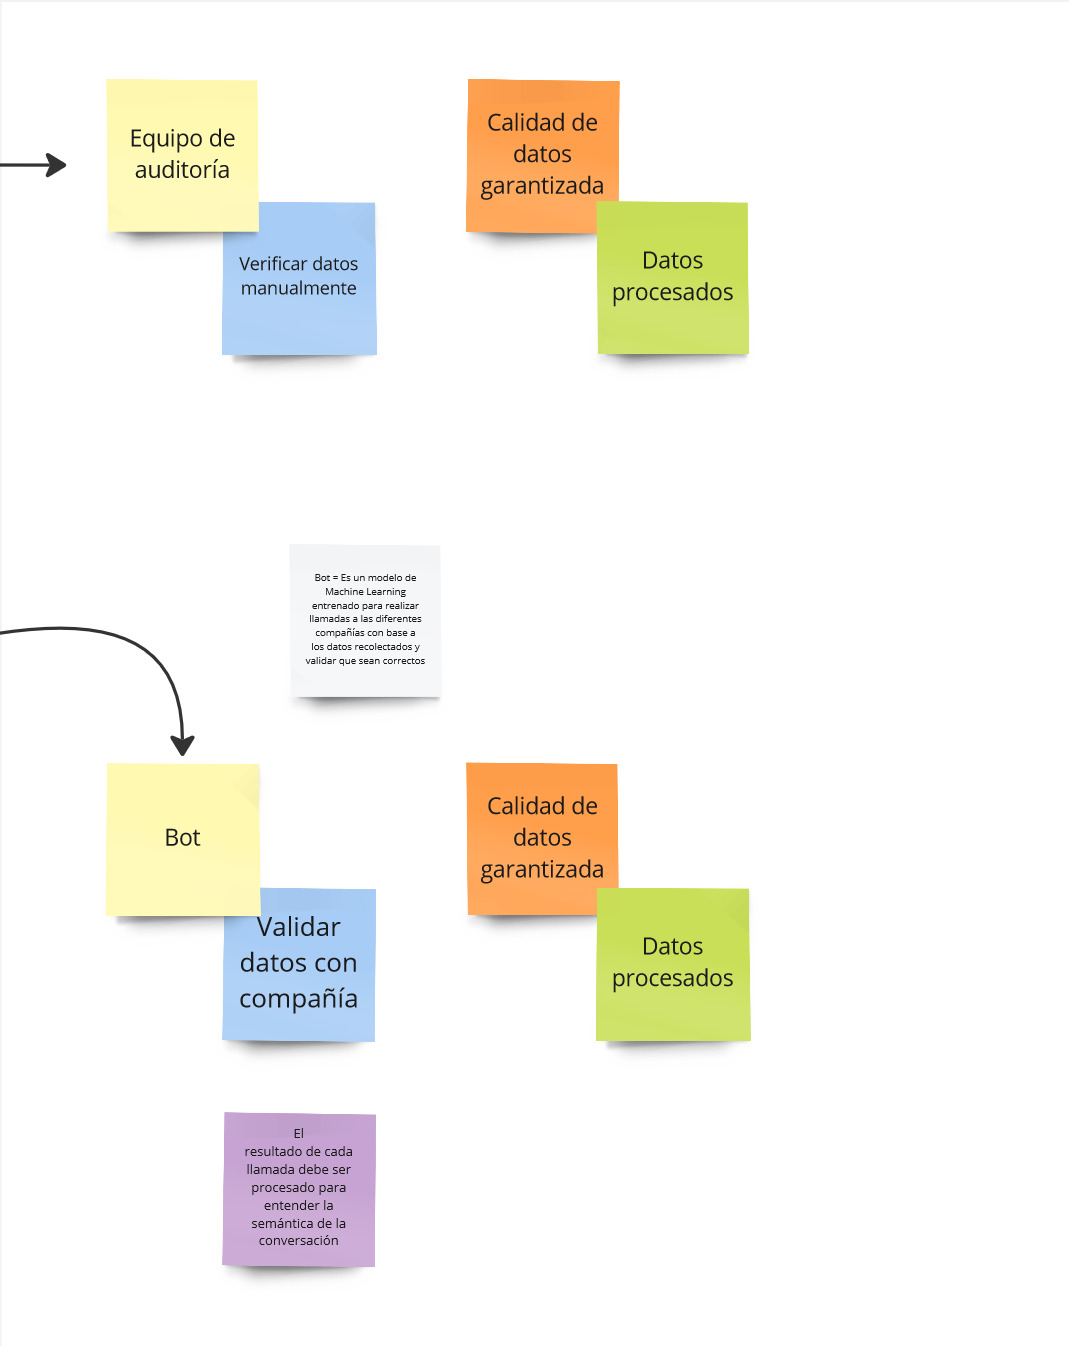 Equipo de
auditoría
Calidad de
datos
garantizada
Verificar datos
manualmente
Datos
procesados
Bot = Es un modelo de
Machine Learning
entrenado para realizar
llamadas a las diferentes
compañías con base a
los datos recolectados y
validar que sean correctos
Bot
Calidad de
datos
garantizada
Validar
datos con
compañía
Datos
procesados
El
resultado de cada
llamada debe ser
procesado para
entender la
semántica de la
conversación